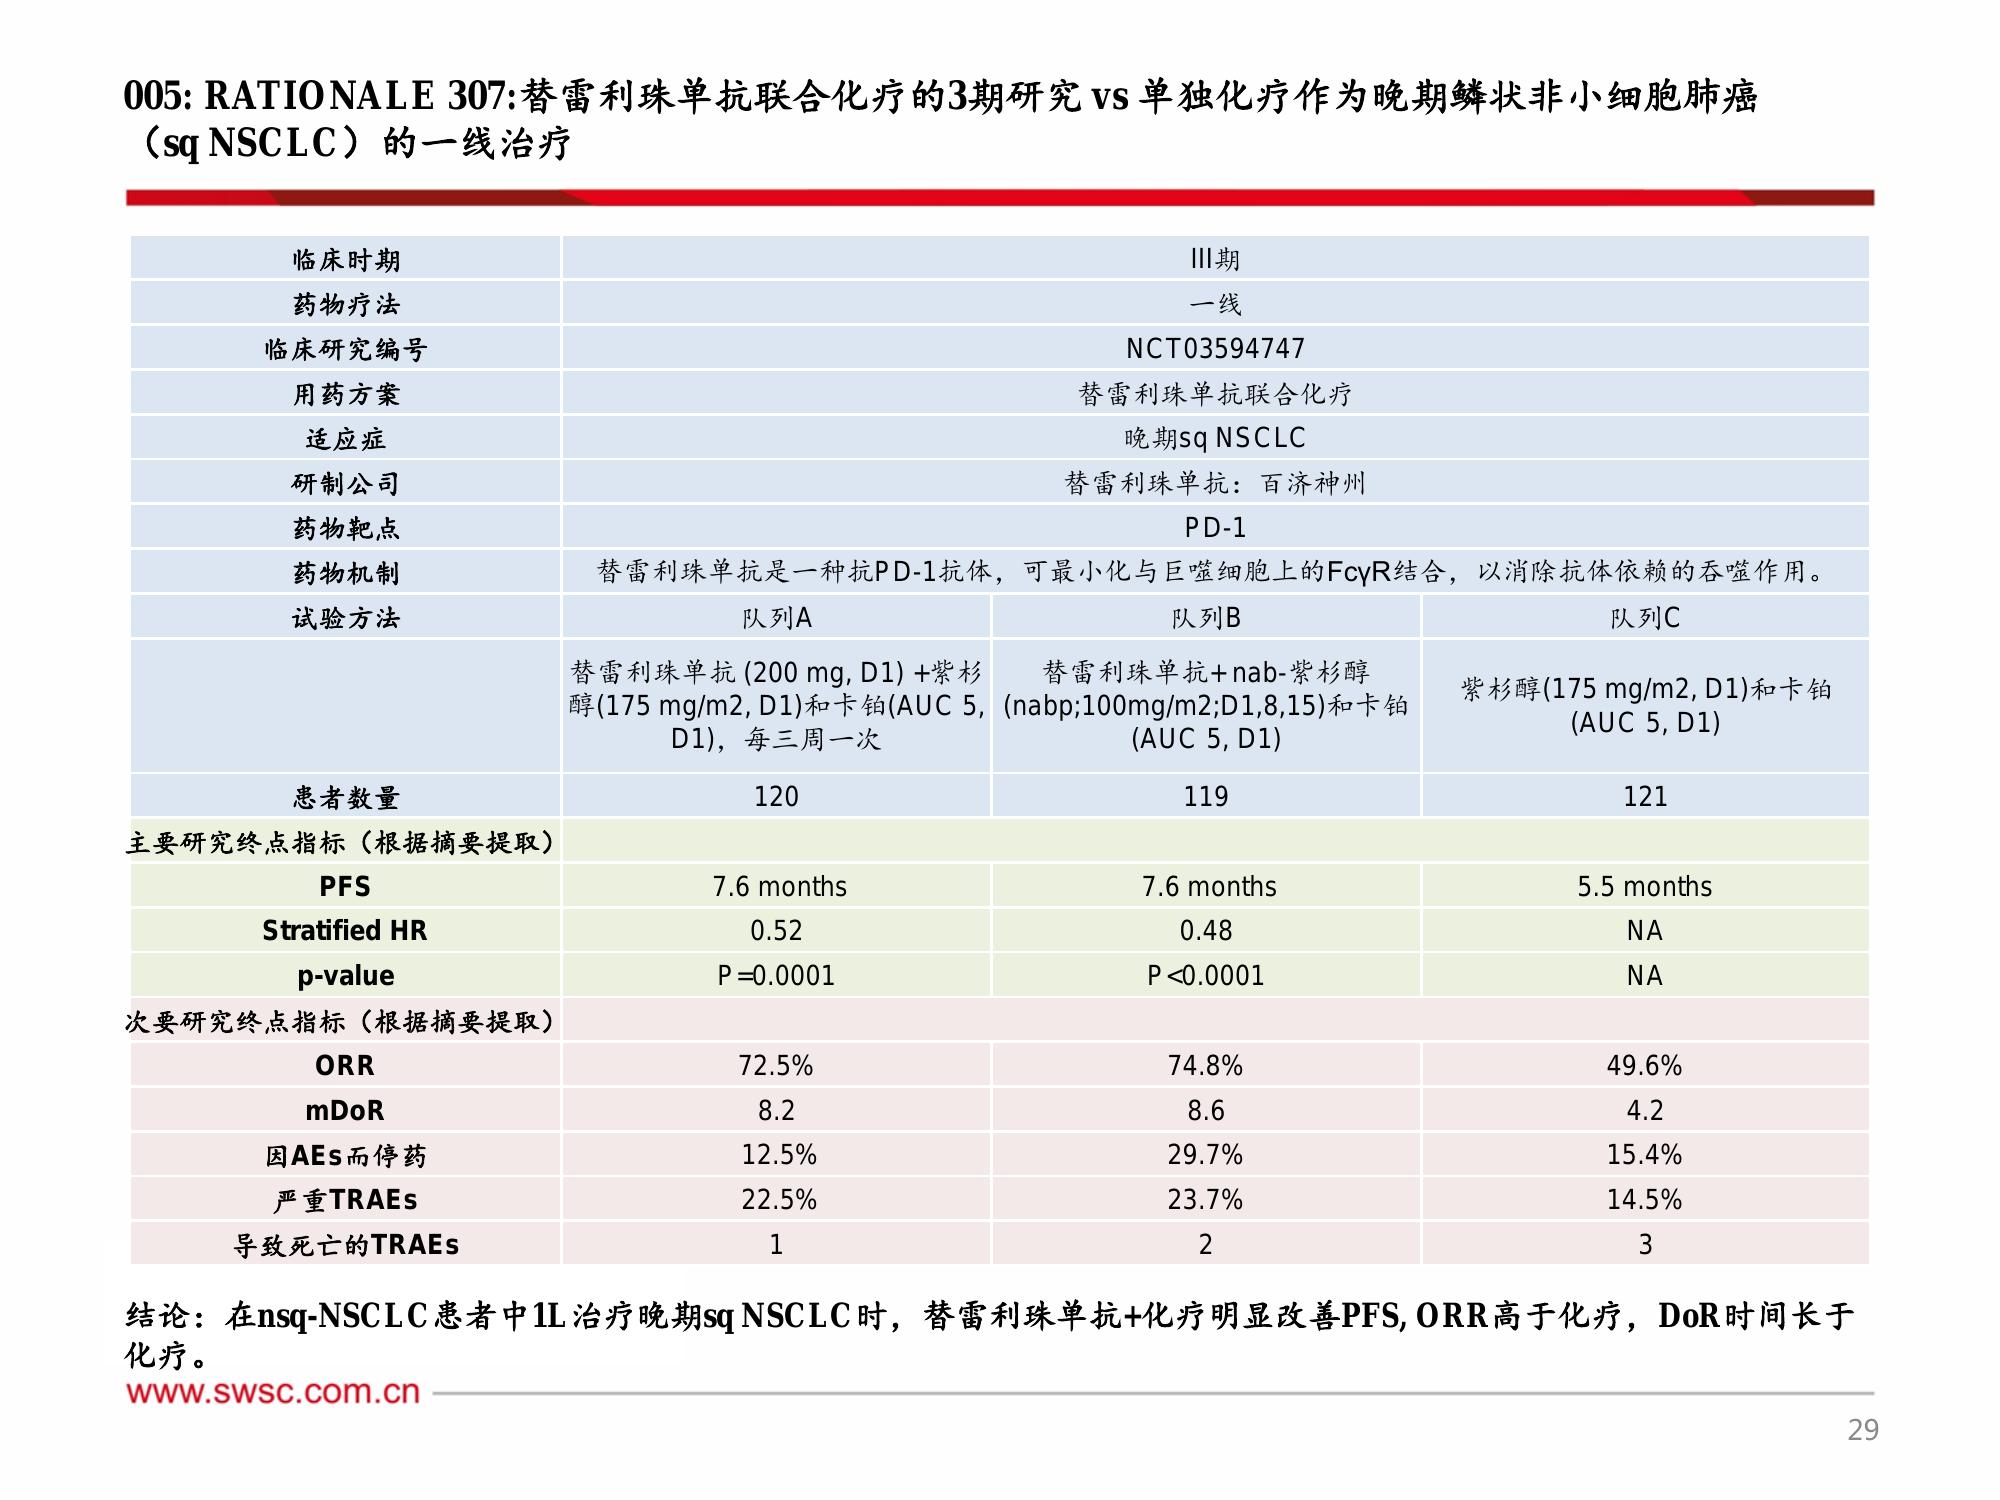 005: RATIONALE 307:替雷利珠单抗联合化疗的3期研究 vs 单独化疗作为晚期鳞状非小细胞肺癌
（sq NSCLC）的一线治疗
临床时期 III期
药物疗法 一线
临床研究编号 NCT03594747
用药方案 替雷利珠单抗联合化疗
适应症 晚期sq NSCLC
研制公司 替雷利珠单抗：百济神州
药物靶点 PD-1
药物机制 替雷利珠单抗是一种抗PD-1抗体，可最小化与巨噬细胞上的FcγR结合，以消除抗体依赖的吞噬作用。
试验方法 队列A 队列B 队列C
替雷利珠单抗 (200 mg, D1) +紫杉
醇(175 mg/m2, D1)和卡铂(AUC 5,
D1)，每三周一次
替雷利珠单抗+ nab-紫杉醇
(nabp;100mg/m2;D1,8,15)和卡铂
(AUC 5, D1)
紫杉醇(175 mg/m2, D1)和卡铂
(AUC 5, D1)
患者数量 120 119 121
主要研究终点指标（根据摘要提取）
PFS 7.6 months 7.6 months 5.5 months
Stratified HR 0.52 0.48 NA
p-value P=0.0001 P<0.0001 NA
次要研究终点指标（根据摘要提取）
ORR 72.5% 74.8% 49.6%
mDoR 8.2 8.6 4.2
因AEs而停药 12.5% 29.7% 15.4%
严重TRAEs 22.5% 23.7% 14.5%
导致死亡的TRAEs 1 2 3
结论：在nsq-NSCLC患者中1L治疗晚期sq NSCLC时，替雷利珠单抗+化疗明显改善PFS, ORR高于化疗，DoR时间长于
化疗。
www.swsc.com.cn
29